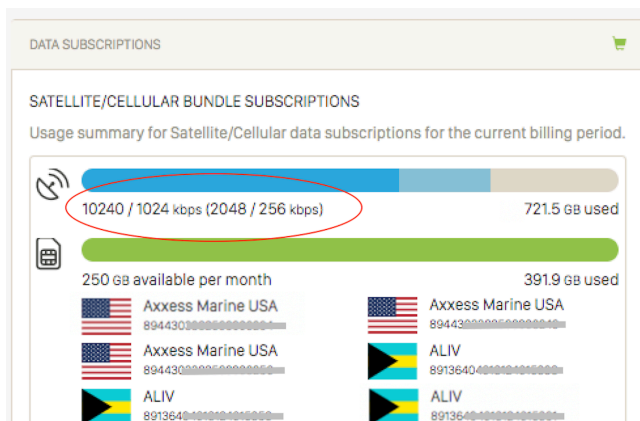 DATA SUBSCRIPTIONS
SATELLITE/CELLULAR BUNDLE SUBSCRIPTIONS
Usage summary for Satellite/Cellular data subscriptions for the current billing period.
10240 / 1024 kbps (2048 / 256 kbps)
721.5 GB used
250 GB available per month
391.9 GB used
Axxess Marine USA
Axxess Marine USA
Axxess Marine USA
ALIV
ALIV
ALIV